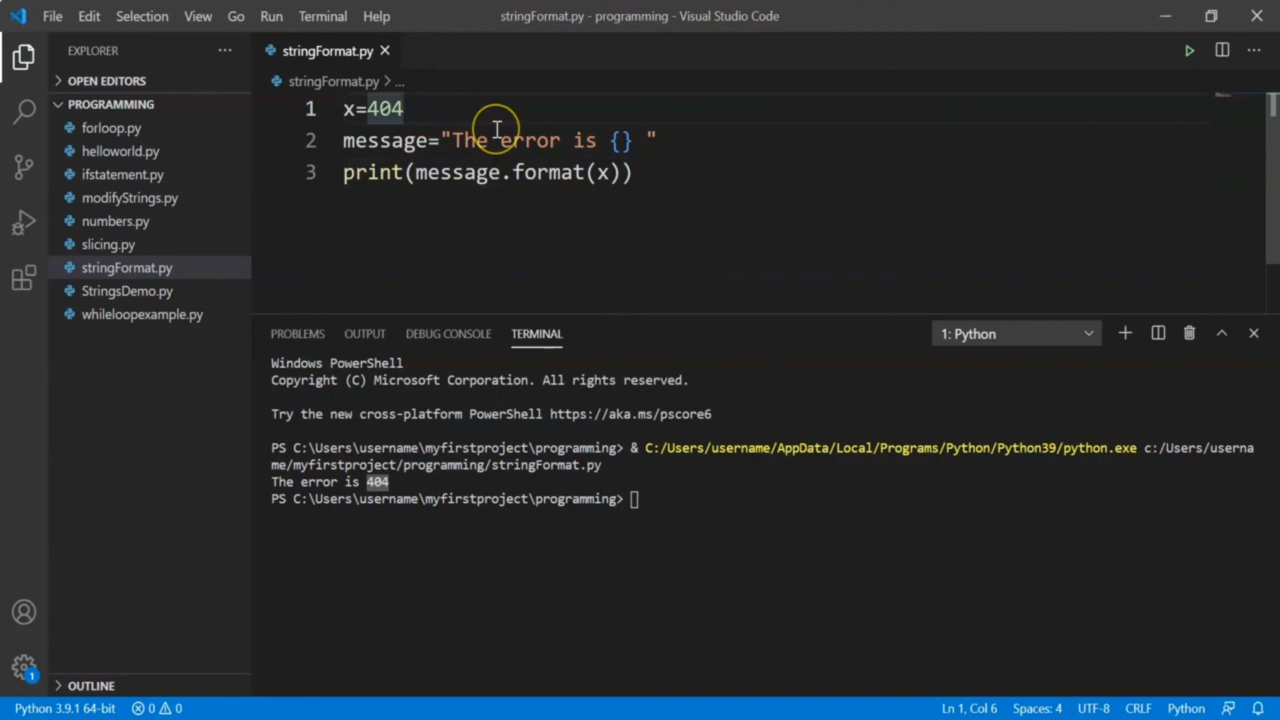 File Edit Selection View Go Run Terminal Help
stringFormat.py - programming - Visual Studio Code
EXPLORER
OPEN EDITORS
PROGRAMMING
forloop.py
helloworld.py
ifstatement.py
modifyStrings.py
numbers.py
slicing.py
stringFormat.py
StringsDemo.py
whileloopexample.py
OUTLINE
stringFormat.py
stringFormat.py > ...
1 x=404
2 message="The error is {} "
3 print(message.format(x))
PROBLEMS OUTPUT DEBUG CONSOLE TERMINAL
1: Python
Windows PowerShell
Copyright (C) Microsoft Corporation. All rights reserved.
Try the new cross-platform PowerShell https://aka.ms/pscore6
PS C:\Users\username\myfirstproject\programming> & C:/Users/username/AppData/Local/Programs/Python/Python39/python.exe c:/Users/userna
me/myfirstproject/programming/stringFormat.py
The error is 404
PS C:\Users\username\myfirstproject\programming>
1
Python 3.9.1 64-bit 0 0
Ln 1, Col 6 Spaces: 4 UTF-8 CRLF Python